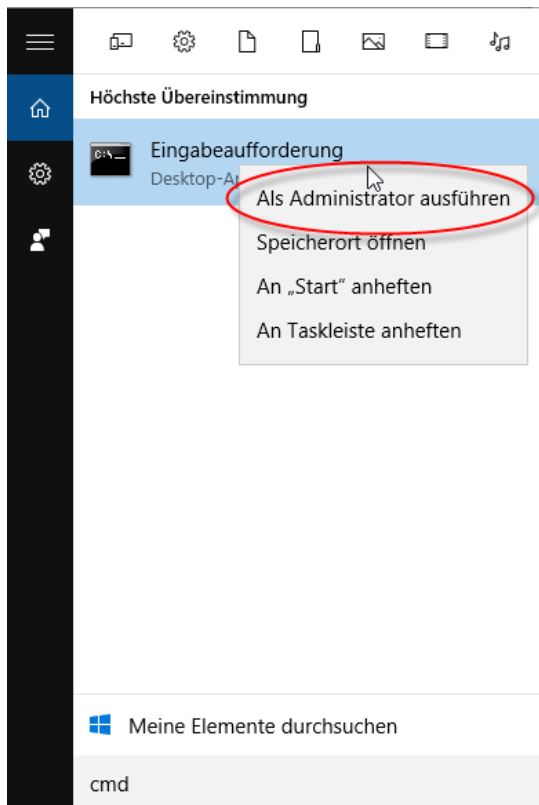 Höchste Übereinstimmung
C:\_
Eingabeaufforderung
Desktop-Ap
Als Administrator ausführen
Speicherort öffnen
An „Start“ anheften
An Taskleiste anheften
Meine Elemente durchsuchen
cmd